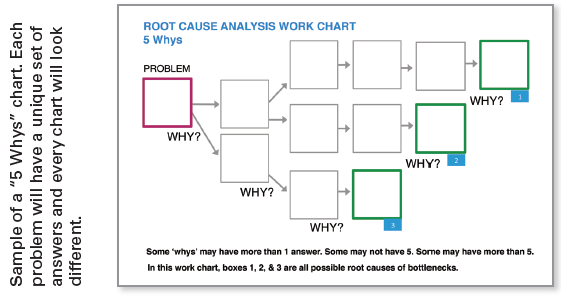 Sample of a “5 Whys” chart. Each
problem will have a unique set of
answers and every chart will look
different.
ROOT CAUSE ANALYSIS WORK CHART
5 Whys
PROBLEM
WHY?
WHY?
WHY?
WHY?
WHY?
1
2
3
Some ‘whys’ may have more than 1 answer. Some may not have 5. Some may have more than 5.
In this work chart, boxes 1, 2, & 3 are all possible root causes of bottlenecks.